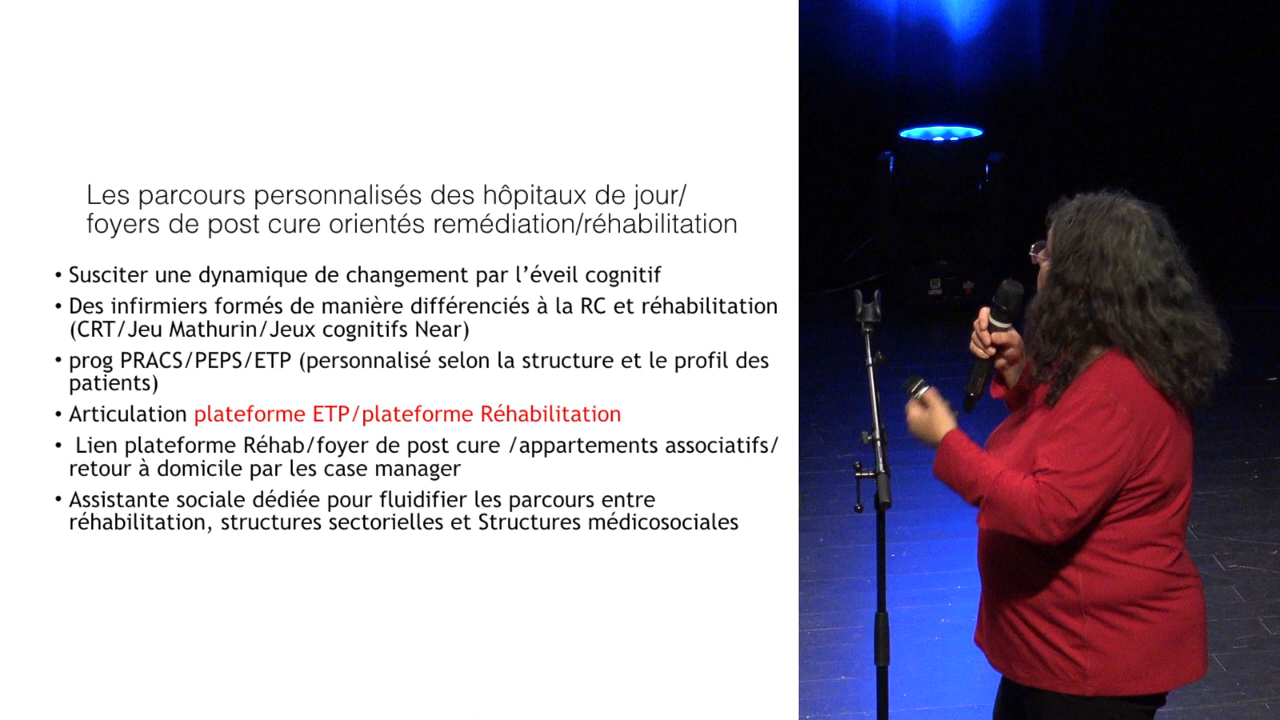 Les parcours personnalisés des hôpitaux de jour/
foyers de post cure orientés remédiation/réhabilitation
• Susciter une dynamique de changement par l’éveil cognitif
• Des infirmiers formés de manière différenciés à la RC et réhabilitation
(CRT/Jeu Mathurin/Jeux cognitifs Near)
• prog PRACS/PEPS/ETP (personnalisé selon la structure et le profil des
patients)
• Articulation plateforme ETP/plateforme Réhabilitation
• Lien plateforme Réhab/foyer de post cure /appartements associatifs/
retour à domicile par les case manager
• Assistante sociale dédiée pour fluidifier les parcours entre
réhabilitation, structures sectorielles et Structures médicosociales